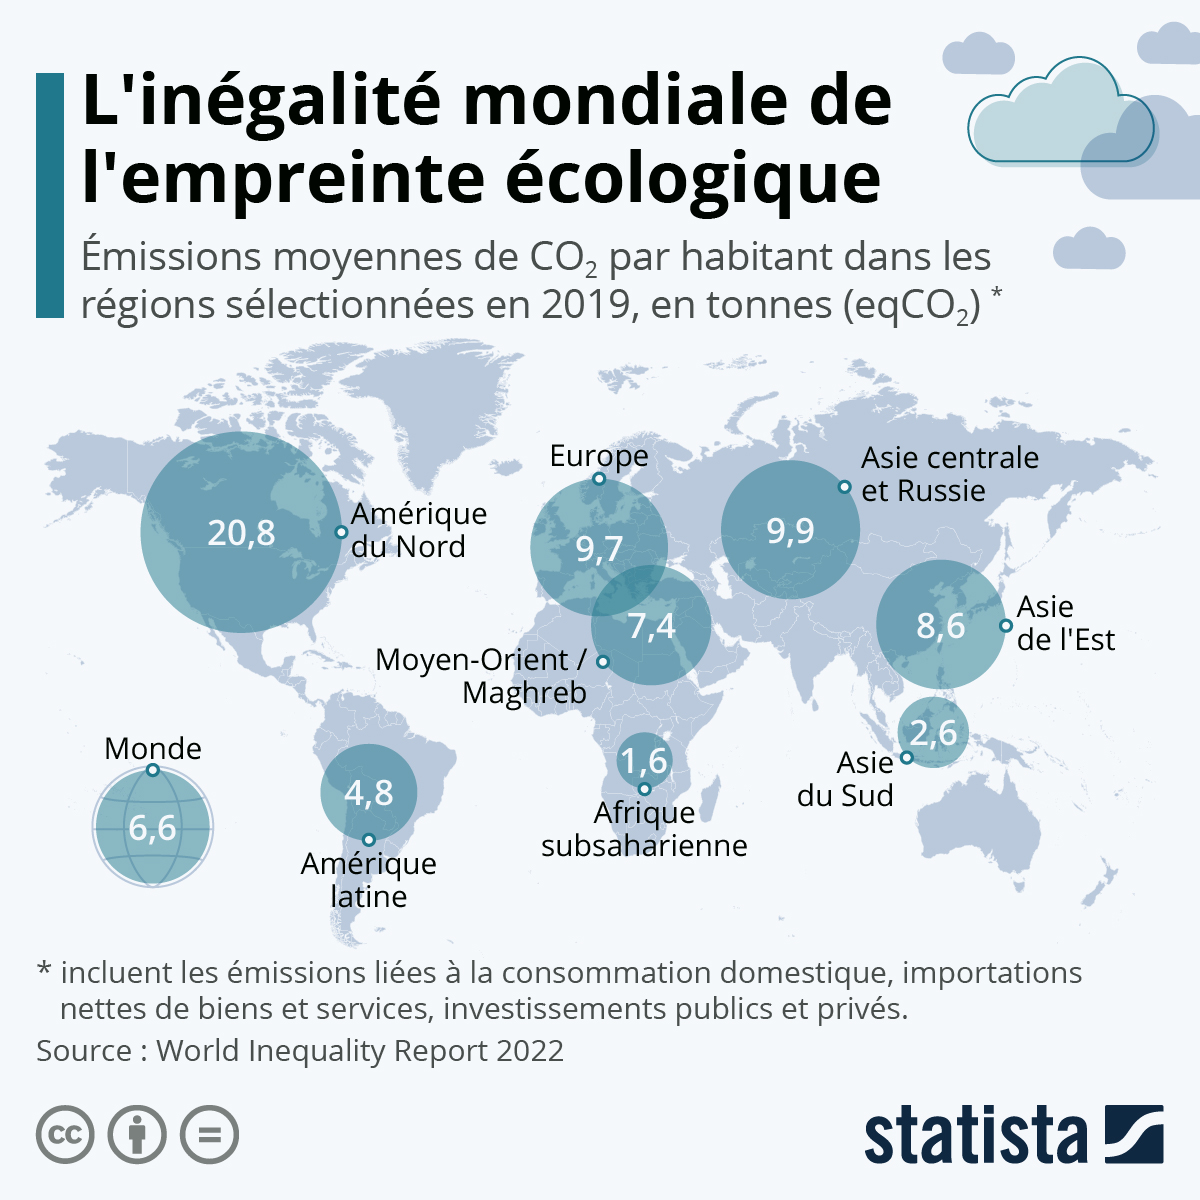 L'inégalité mondiale de
l'empreinte écologique
Émissions moyennes de CO₂ par habitant dans les
régions sélectionnées en 2019, en tonnes (eqCO₂) *
20,8
Amérique
du Nord
Europe
9,7
9,9
Asie centrale
et Russie
7,4
Moyen-Orient /
Maghreb
8,6
Asie
de l'Est
2,6
Asie
du Sud
1,6
Afrique
subsaharienne
4,8
Amérique
latine
Monde
6,6
* incluent les émissions liées à la consommation domestique, importations
nettes de biens et services, investissements publics et privés.
Source : World Inequality Report 2022
cc
statista